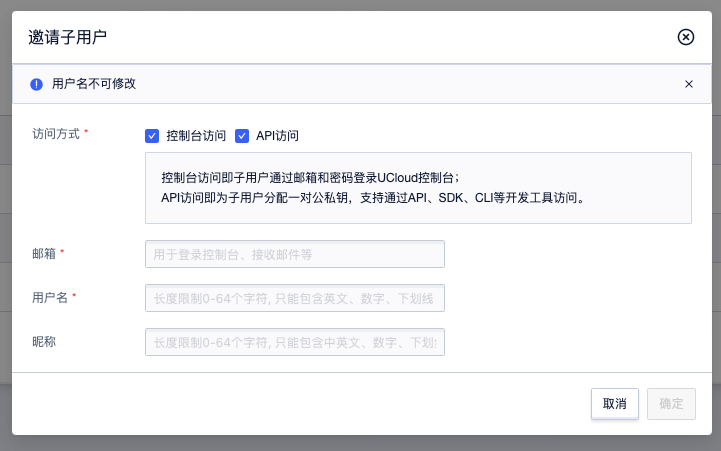 邀请子用户
用户名不可修改
访问方式 * 控制台访问 API访问
控制台访问即子用户通过邮箱和密码登录UCloud控制台；
API访问即为子用户分配一对公私钥，支持通过API、SDK、CLI等开发工具访问。
邮箱 * 用于登录控制台、接收邮件等
用户名 * 长度限制0-64个字符, 只能包含英文、数字、下划线
昵称 长度限制0-64个字符, 只能包含中英文、数字、下划
取消 确定